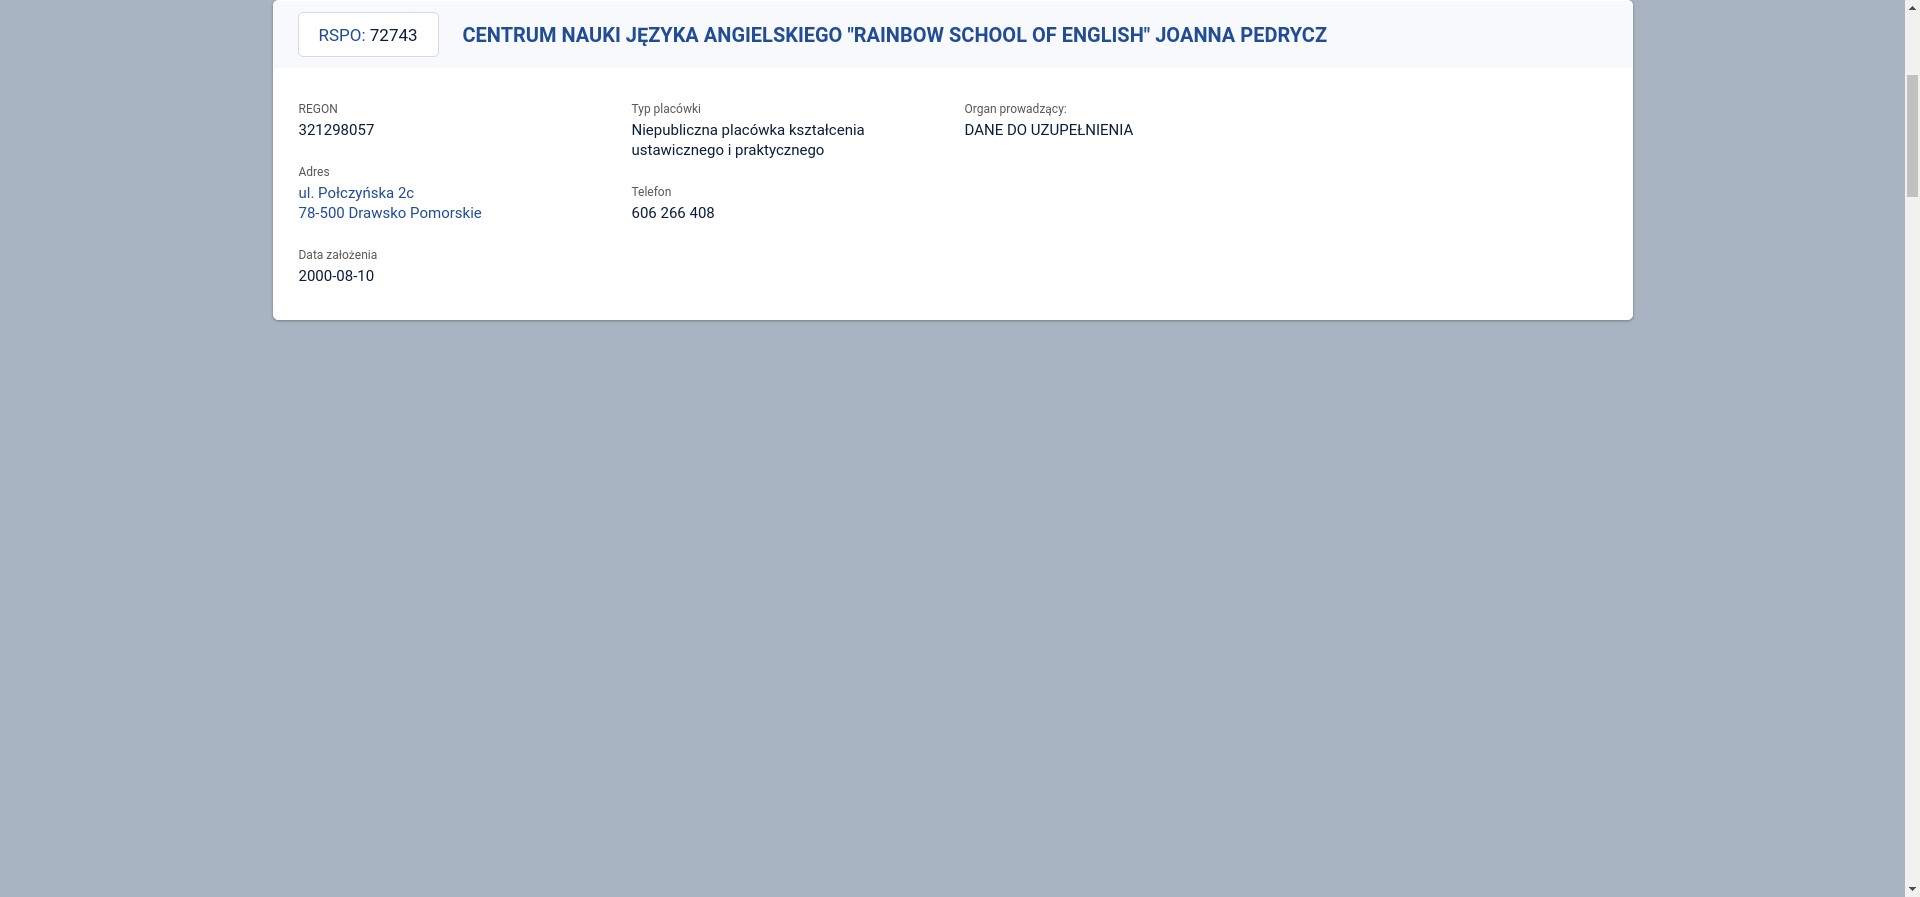 RSPO: 72743
CENTRUM NAUKI JĘZYKA ANGIELSKIEGO "RAINBOW SCHOOL OF ENGLISH" JOANNA PEDRYCZ
REGON
321298057
Adres
ul. Połczyńska 2c
78-500 Drawsko Pomorskie
Data założenia
2000-08-10
Typ placówki
Niepubliczna placówka kształcenia
ustawicznego i praktycznego
Telefon
606 266 408
Organ prowadzący:
DANE DO UZUPEŁNIENIA